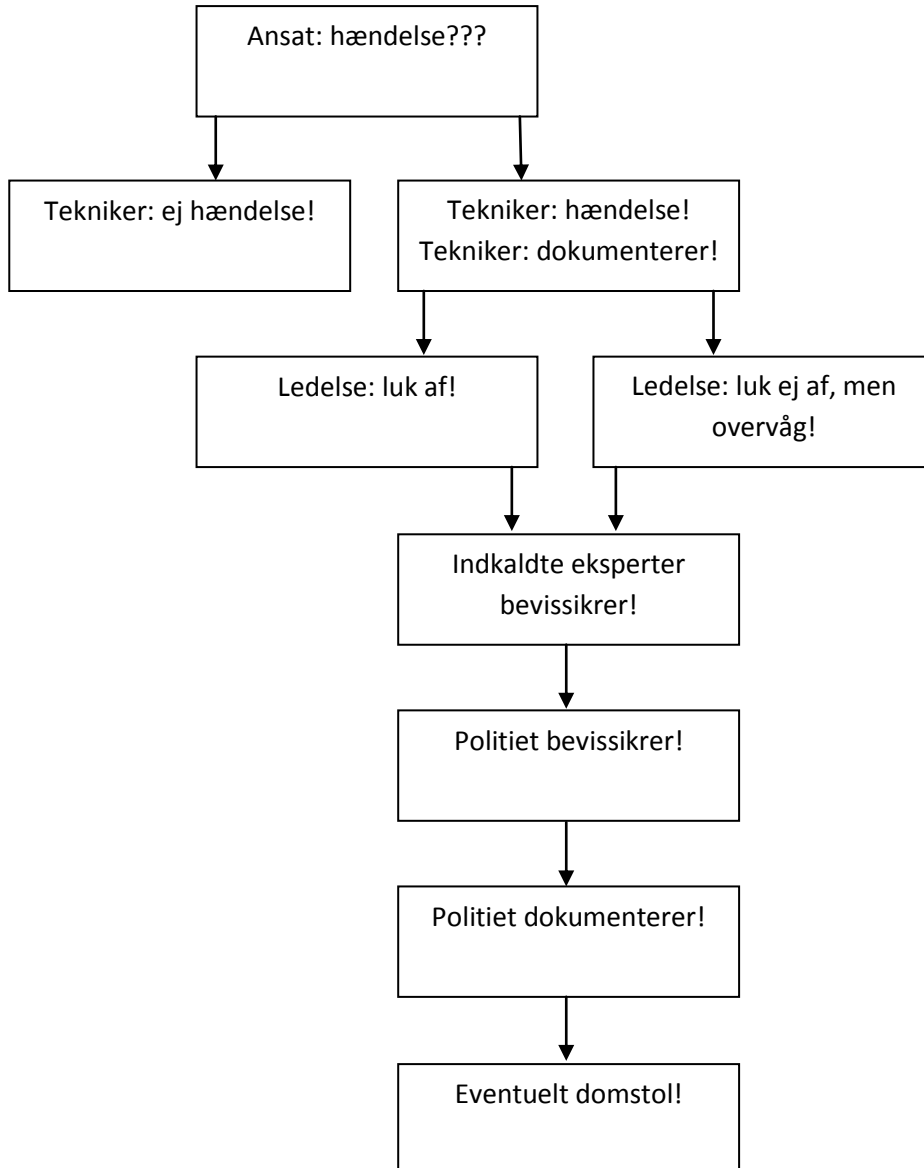 Ansat: hændelse???
Tekniker: ej hændelse!
Tekniker: hændelse!
Tekniker: dokumenterer!
Ledelse: luk af!
Ledelse: luk ej af, men
overvåg!
Indkaldte eksperter
bevissikrer!
Politiet bevissikrer!
Politiet dokumenterer!
Eventuelt domstol!